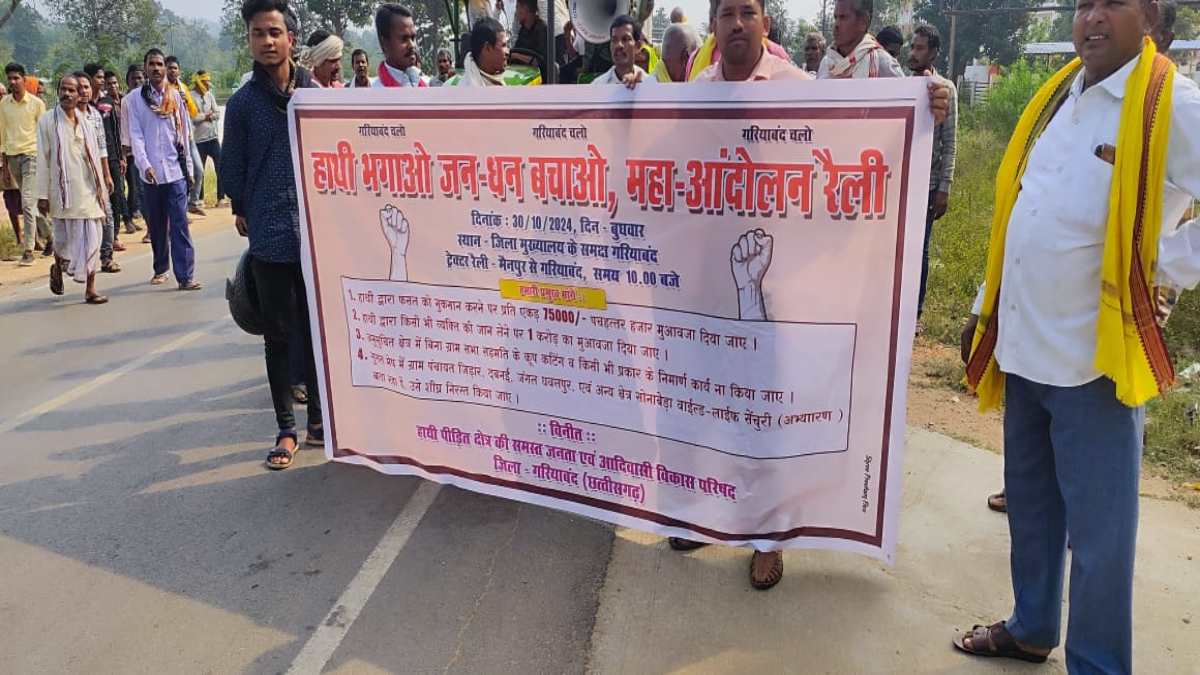 गरियाबंद चलो गरियाबंद चलो गरियाबंद चलो
हाथी भगाओ जन-धन बचाओ, महा-आंदोलन रैली
दिनांक : 30/10/2024, दिन - बुधवार
स्थान - जिला मुख्यालय के समक्ष गरियाबंद
ट्रेक्टर रैली - मैनपुर से गरियाबंद, समय 10.00 बजे
हमारी प्रमुख मांगे ::
1. हाथी द्वारा फसल को नुकसान करने पर प्रति एकड़ 75000/- पचहत्तर हजार मुआवजा दिया जाए ।
2. हाथी द्वारा किसी भी व्यक्ति की जान लेने पर 1 करोड़ का मुआवजा दिया जाए ।
3. अनुसुचित क्षेत्र में बिना ग्राम सभा सहमति के कूप कटिंग व किसी भी प्रकार के निमार्ण कार्य ना किया जाए ।
4. में ग्राम पंचायत जिड़ार, दबनई, जंगल धवलपुर, एवं अन्य क्षेत्र सोनाबेड़ा वाईल्ड-लाईफ सेंचुरी (अभ्यारण )
बता रहा है, उसे शीघ्र निरस्त किया जाए ।
:: विनीत ::
हाथी पीड़ित क्षेत्र की समस्त जनता एवं आदिवासी विकास परिषद
जिला - गरियाबंद (छत्तीसगढ़)